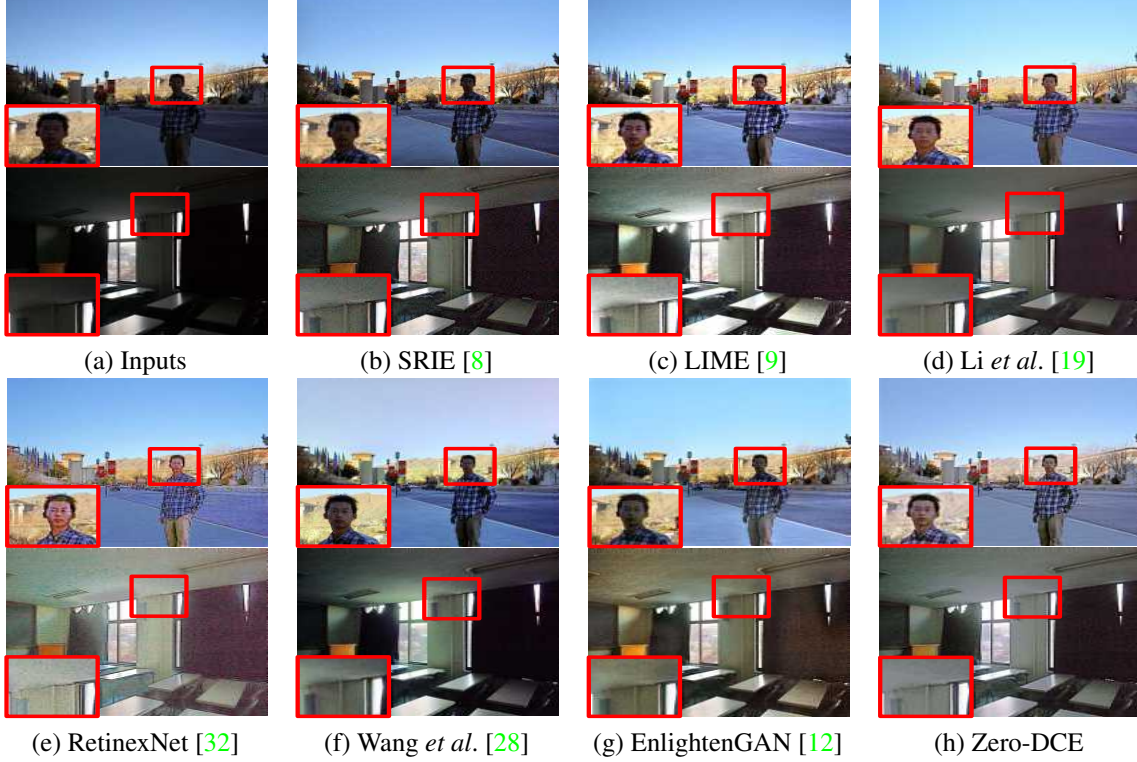 (a) Inputs
(b) SRIE [8]
(c) LIME [9]
(d) Li et al. [19]
(e) RetinexNet [32]
(f) Wang et al. [28]
(g) EnlightenGAN [12]
(h) Zero-DCE